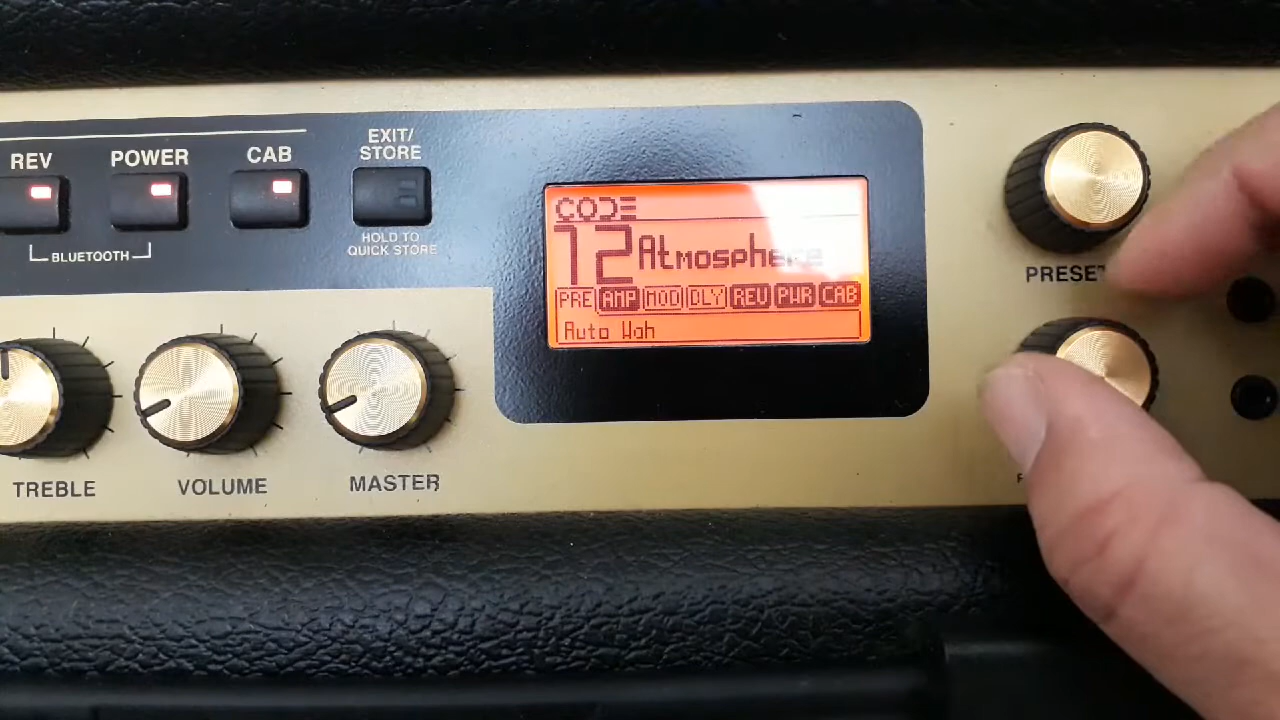 REV
POWER
CAB
EXIT/
STORE
BLUETOOTH
HOLD TO
QUICK STORE
CODE
12 Atmosphere
PRE AMP MOD DLY REV PWR CAB
Auto Wah
PRESET
TREBLE
VOLUME
MASTER